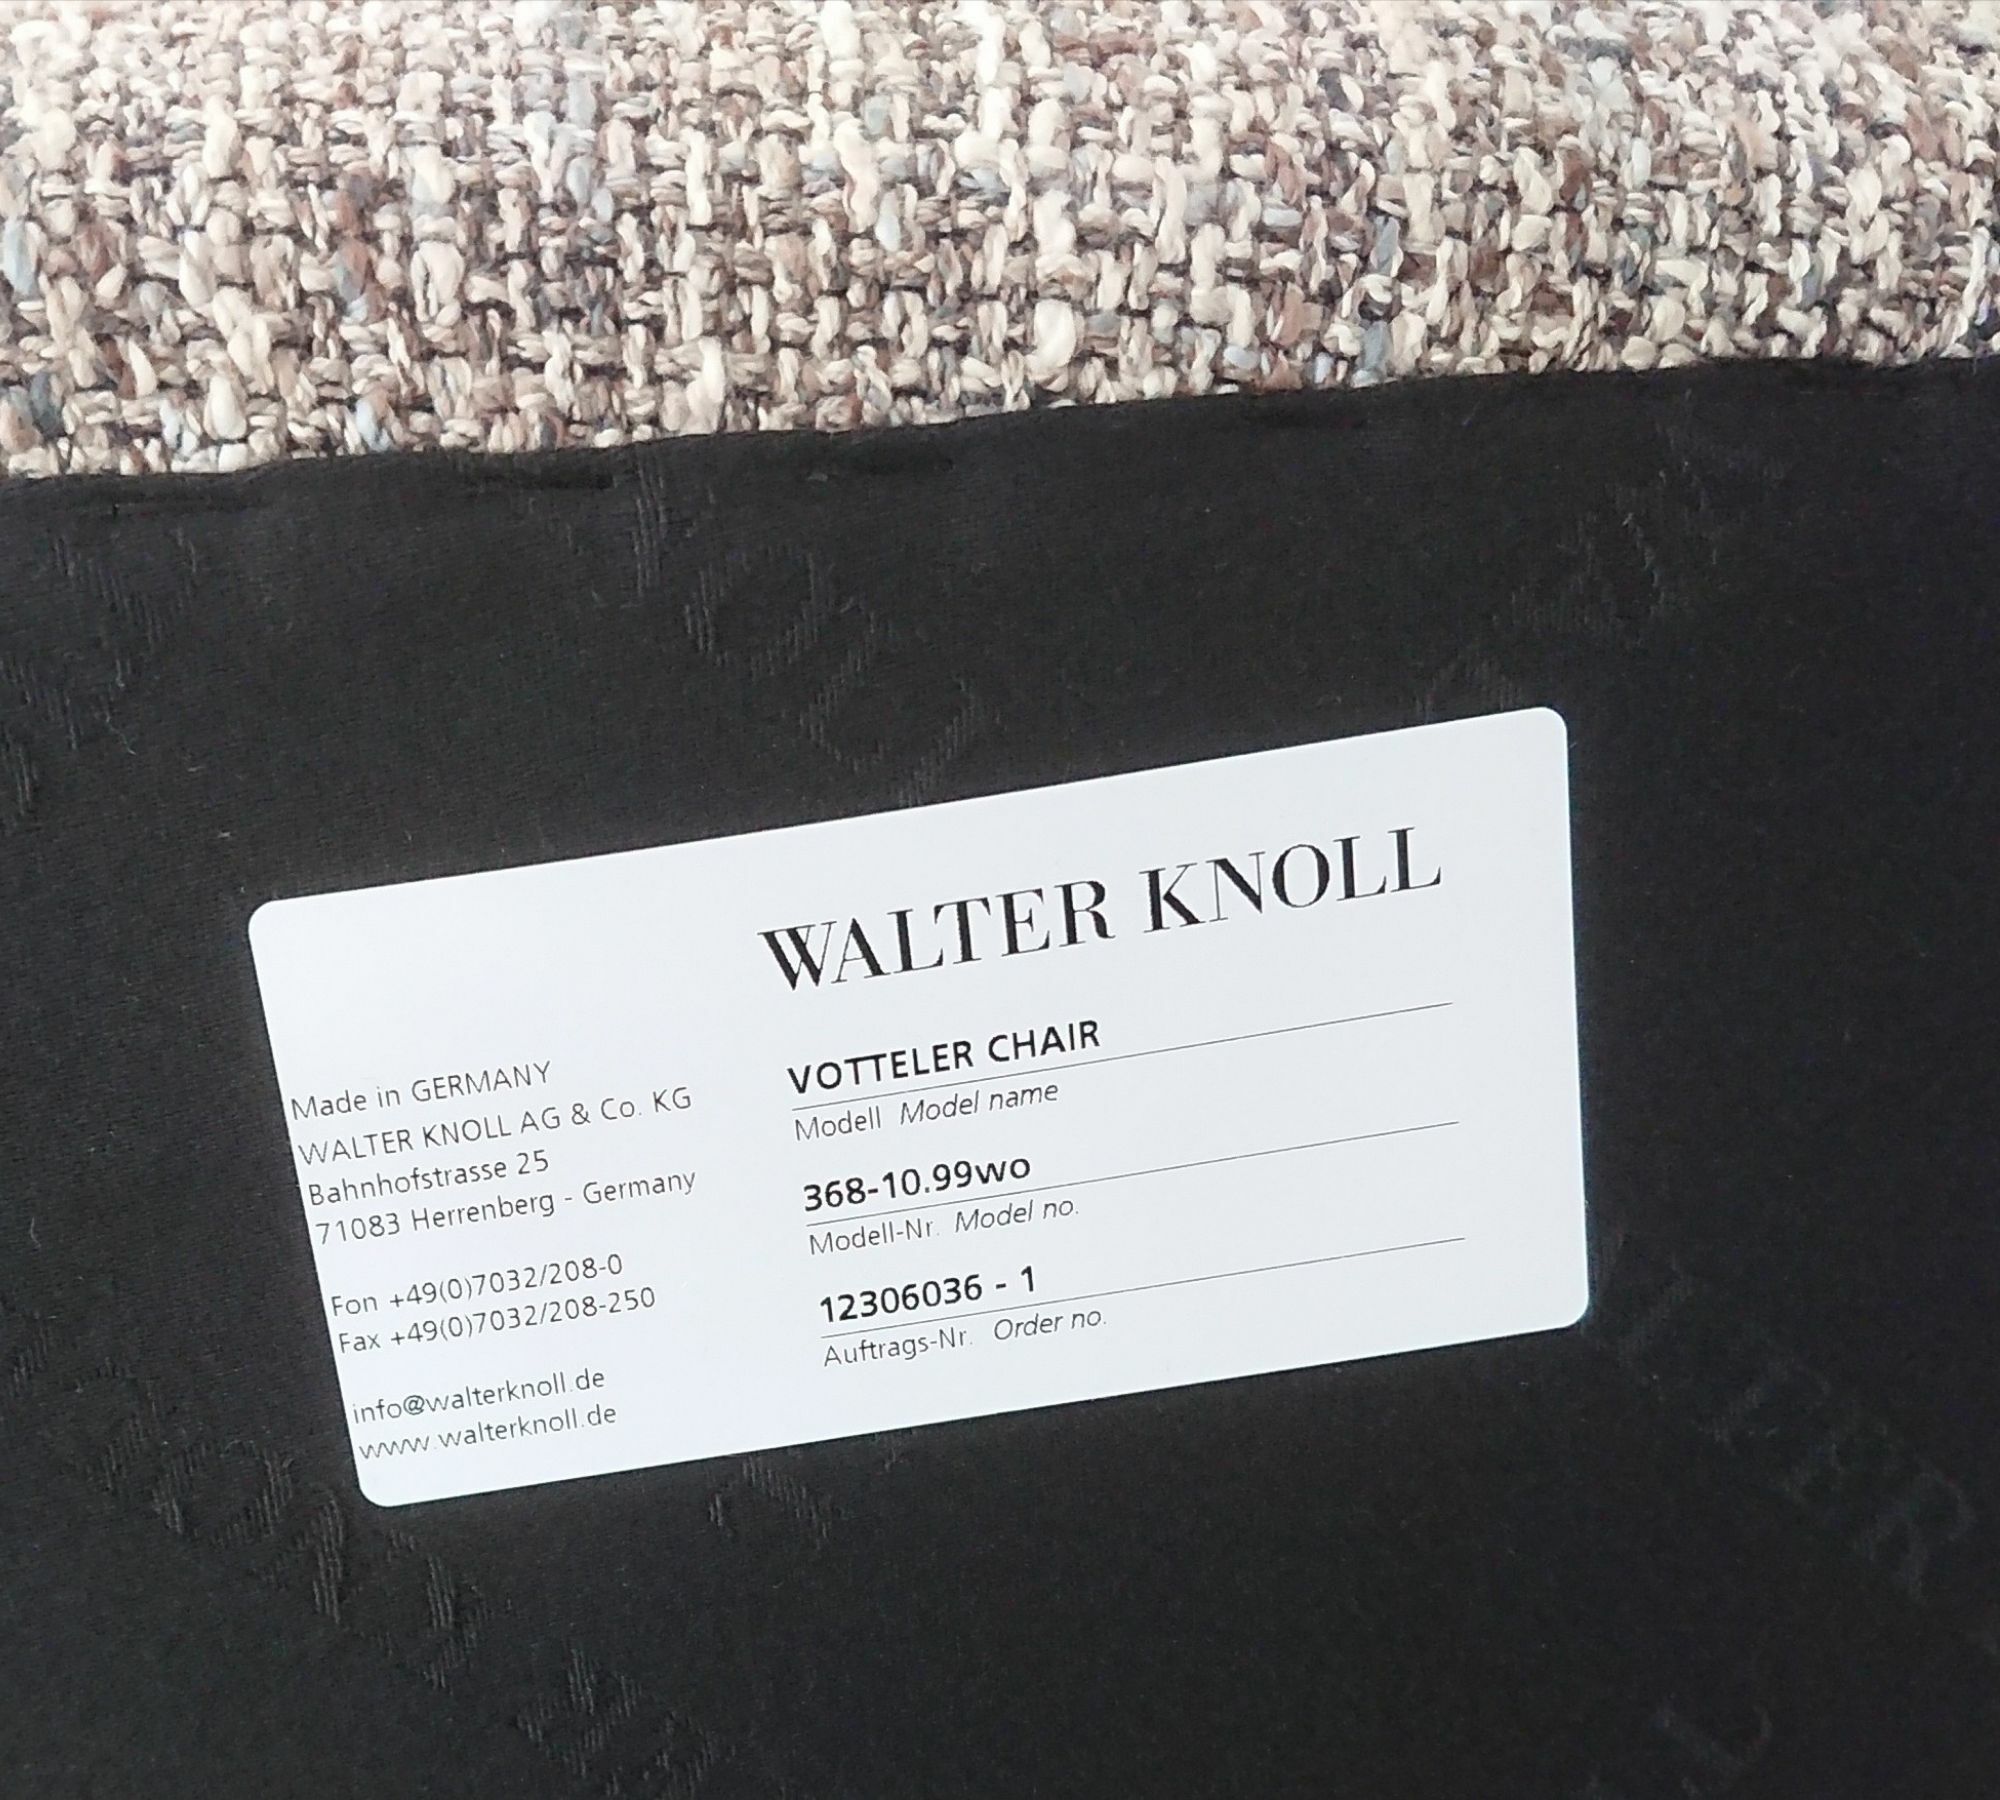 WALTER KNOLL
Made in GERMANY
WALTER KNOLL AG & Co. KG
Bahnhofstrasse 25
71083 Herrenberg - Germany
Fon +49(0)7032/208-0
Fax +49(0)7032/208-250
info@walterknoll.de
www.walterknoll.de
VOTTELER CHAIR
Modell Model name
368-10.99wo
Modell-Nr. Model no.
12306036 - 1
Auftrags-Nr. Order no.